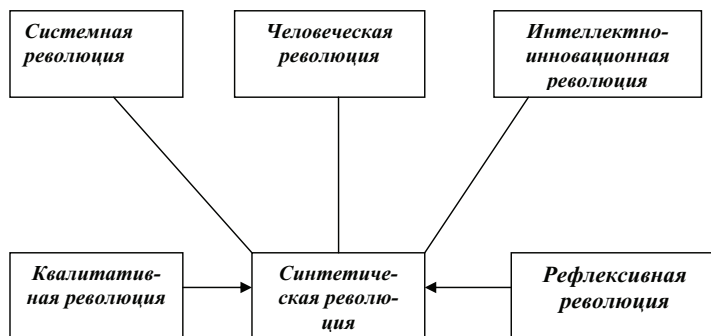 Системная
революция
Человеческая
революция
Интеллектно-
инновационная
революция
Квалитатив-
ная революция
Синтетиче-
ская револю-
ция
Рефлексивная
революция